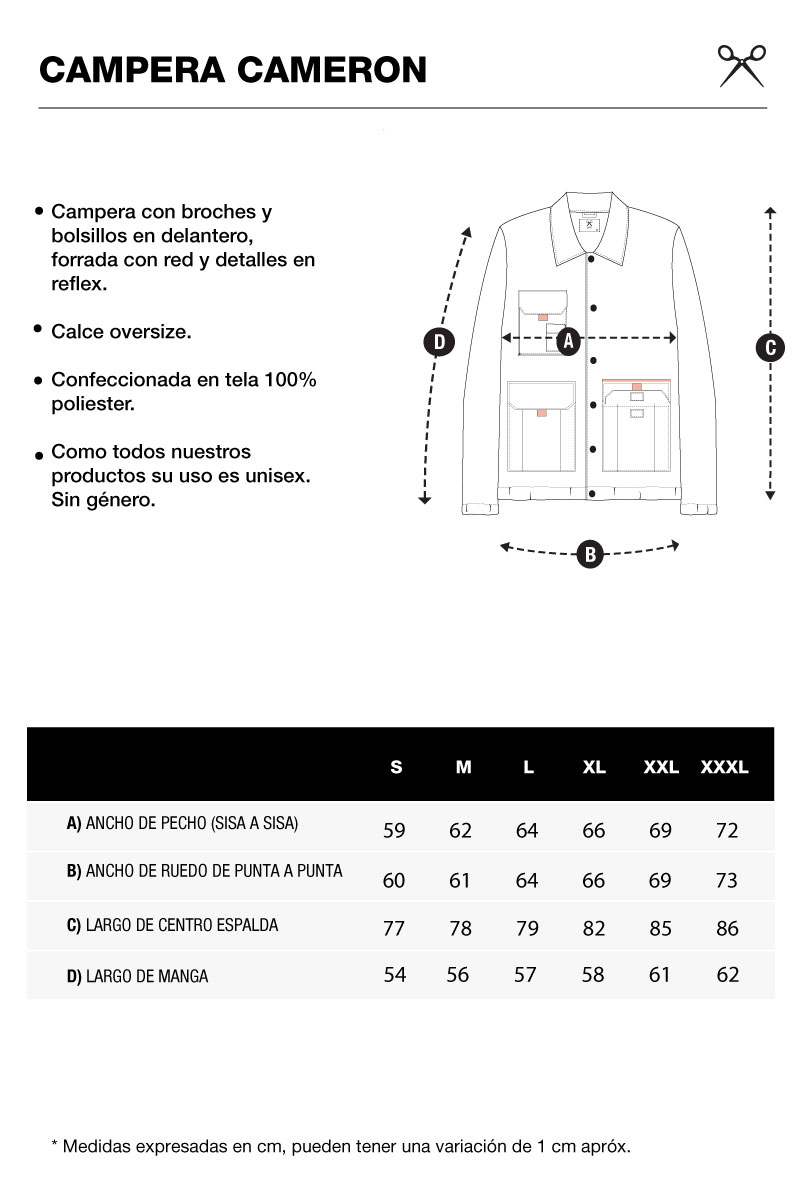 CAMPERA CAMERON
• Campera con broches y
bolsillos en delantero,
forrada con red y detalles en
reflex.
• Calce oversize.
• Confeccionada en tela 100%
poliester.
• Como todos nuestros
productos su uso es unisex.
Sin género.
D
A
C
B
S M L XL XXL XXXL
A) ANCHO DE PECHO (SISA A SISA) 59 62 64 66 69 72
B) ANCHO DE RUEDO DE PUNTA A PUNTA 60 61 64 66 69 73
C) LARGO DE CENTRO ESPALDA 77 78 79 82 85 86
D) LARGO DE MANGA 54 56 57 58 61 62
* Medidas expresadas en cm, pueden tener una variación de 1 cm apróx.